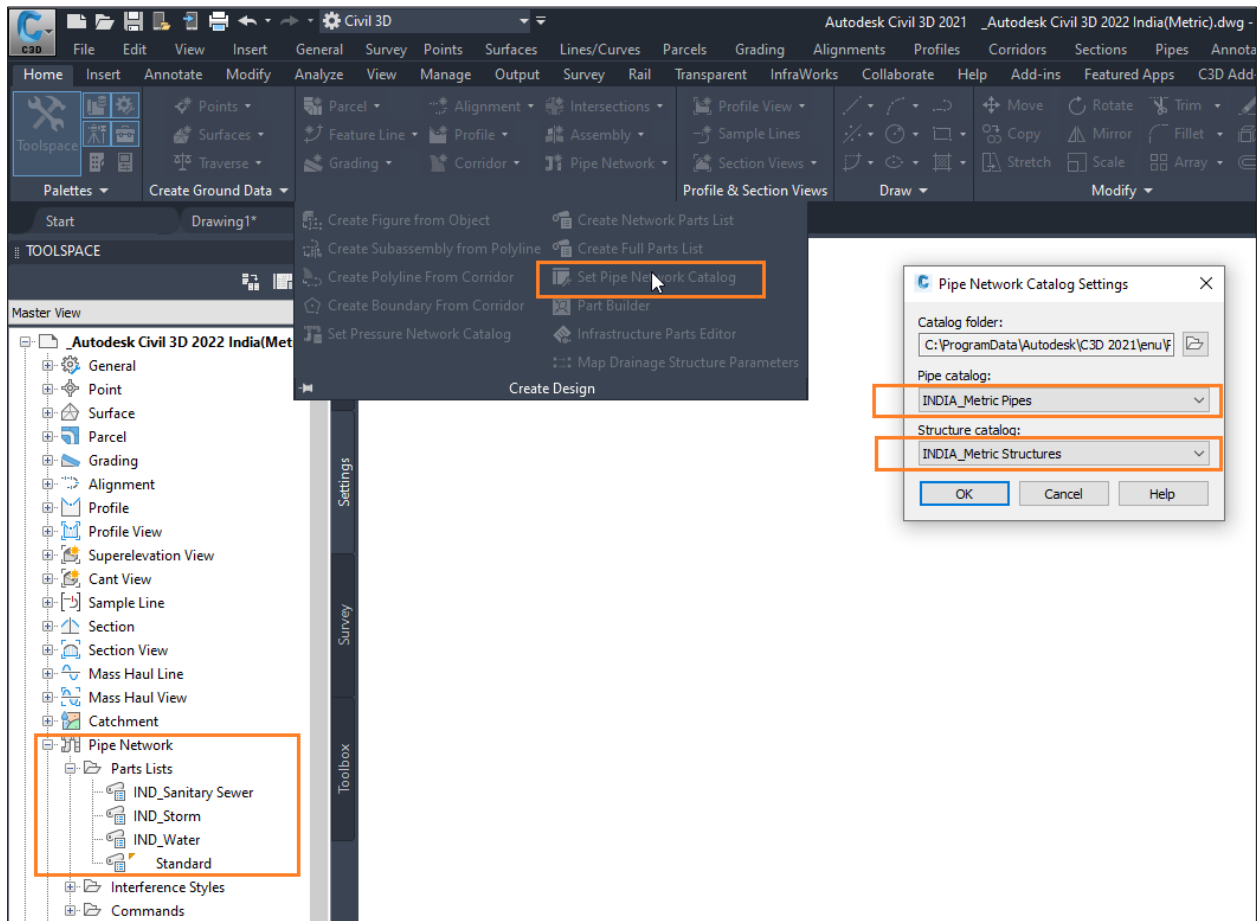 C3D
Civil 3D
Autodesk Civil 3D 2021 _Autodesk Civil 3D 2022 India(Metric).dwg -
File Edit View Insert General Survey Points Surfaces Lines/Curves Parcels Grading Alignments Profiles Corridors Sections Pipes Annota
Home Insert Annotate Modify Analyze View Manage Output Survey Rail Transparent InfraWorks Collaborate Help Add-ins Featured Apps C3D Add-
Points Parcel Alignment Intersections Profile View Move Rotate Trim
Toolspace Surfaces Feature Line Profile Assembly Sample Lines Copy Mirror Fillet
Traverse Grading Corridor Pipe Network Section Views Stretch Scale Array
Palettes Create Ground Data Profile & Section Views Draw Modify
Start Drawing1*
Create Figure from Object Create Network Parts List
Create Subassembly from Polyline Create Full Parts List
Create Polyline From Corridor Set Pipe Network Catalog
Create Boundary From Corridor Part Builder
Set Pressure Network Catalog Infrastructure Parts Editor
Map Drainage Structure Parameters
Create Design
TOOLSPACE
Master View
_Autodesk Civil 3D 2022 India(Met
General
Point
Surface
Parcel
Grading
Alignment
Profile
Profile View
Superelevation View
Cant View
Sample Line
Section
Section View
Mass Haul Line
Mass Haul View
Catchment
Pipe Network
Parts Lists
IND_Sanitary Sewer
IND_Storm
IND_Water
Standard
Interference Styles
Commands
Settings
Survey
Toolbox
Pipe Network Catalog Settings
Catalog folder:
C:\ProgramData\Autodesk\C3D 2021\enu\F
Pipe catalog:
INDIA_Metric Pipes
Structure catalog:
INDIA_Metric Structures
OK Cancel Help